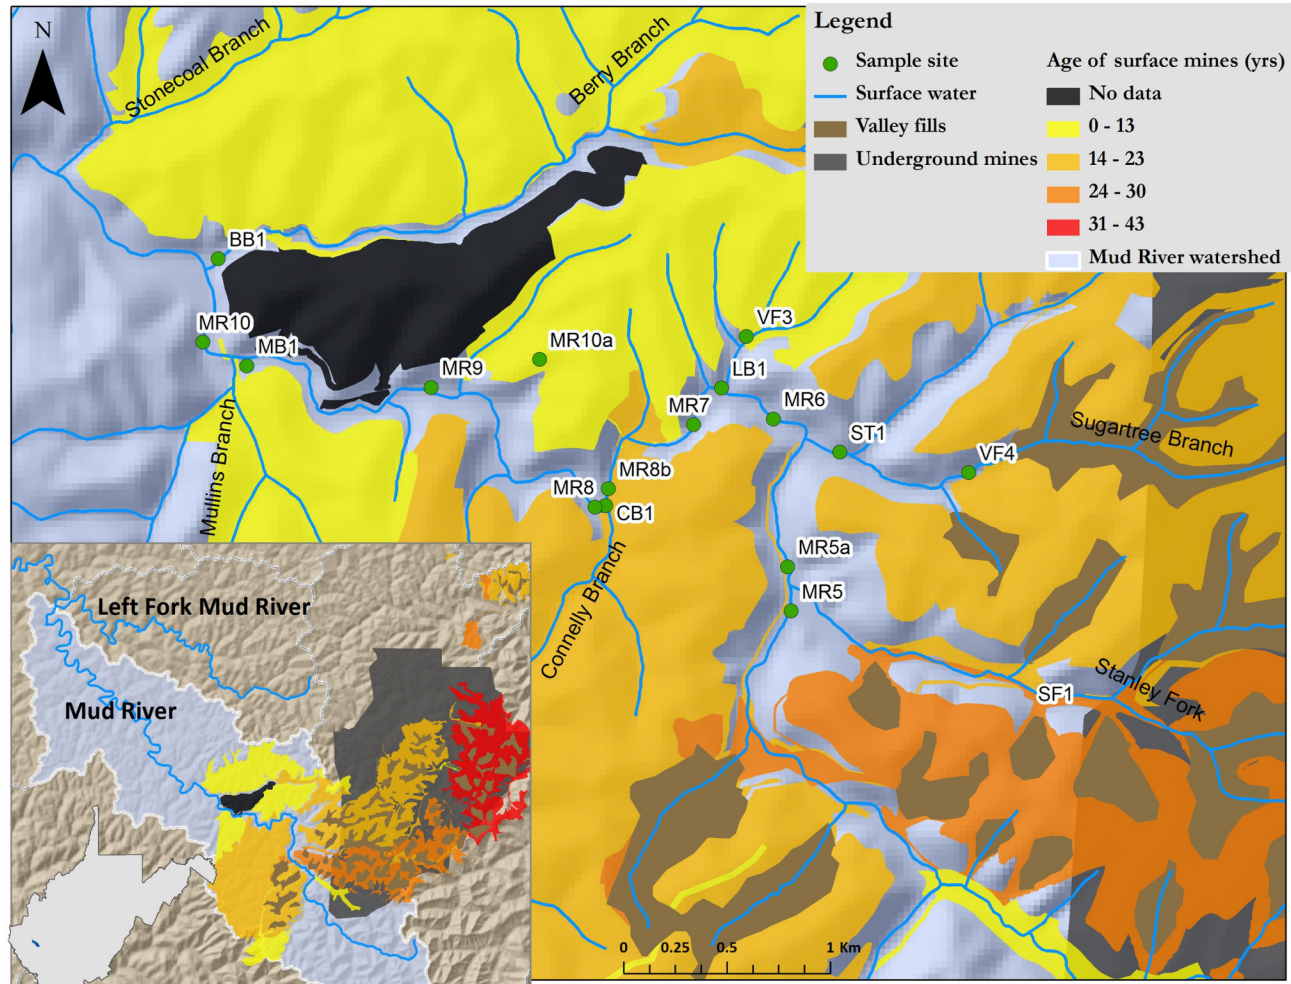 N
Stonecoal Branch
Berry Branch
Legend
Sample site
Surface water
Valley fills
Underground mines
Age of surface mines (yrs)
No data
0 - 13
14 - 23
24 - 30
31 - 43
Mud River watershed
BB1
MR10
MB1
MR9
MR10a
VF3
LB1
MR7
MR6
ST1
VF4
Sugartree Branch
MR8b
MR8
CB1
Mullins Branch
Connelly Branch
MR5a
MR5
SF1
Stanley Fork
Left Fork Mud River
Mud River
0 0.25 0.5 1 Km